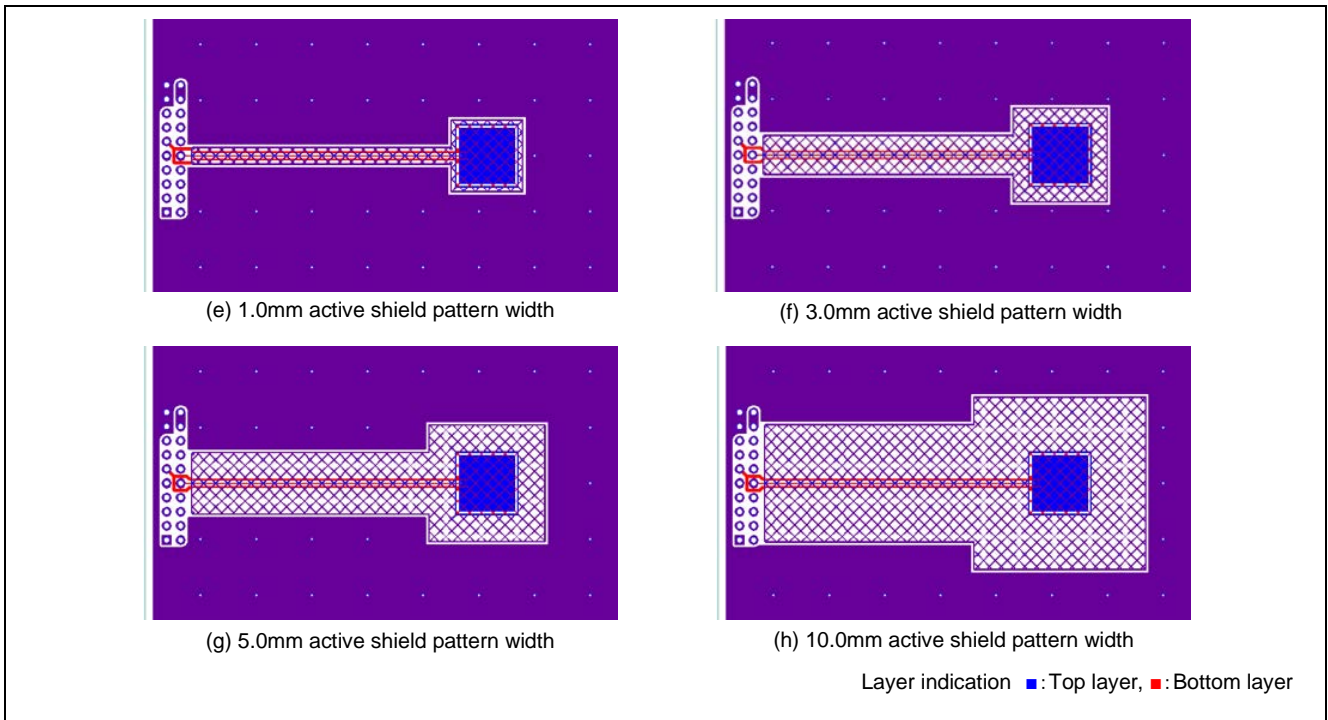 (e) 1.0mm active shield pattern width
(f) 3.0mm active shield pattern width
(g) 5.0mm active shield pattern width
(h) 10.0mm active shield pattern width
Layer indication ■:Top layer, ■:Bottom layer